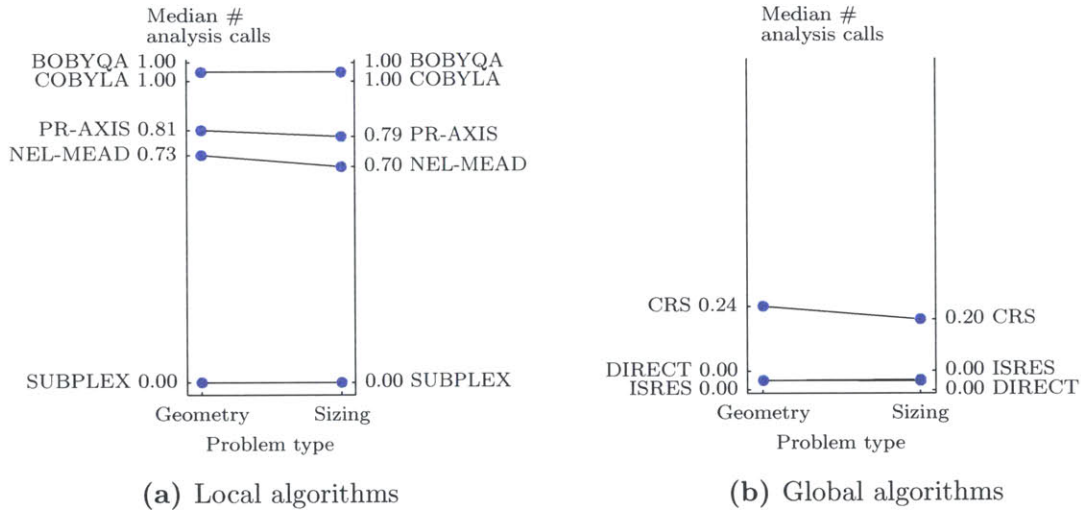 Median #
analysis calls
BOBYQA 1.00
COBYLA 1.00
PR-AXIS 0.81
NEL-MEAD 0.73
SUBPLEX 0.00
1.00 BOBYQA
1.00 COBYLA
0.79 PR-AXIS
0.70 NEL-MEAD
0.00 SUBPLEX
Geometry Sizing
Problem type
(a) Local algorithms
Median #
analysis calls
CRS 0.24
DIRECT 0.00
ISRES 0.00
0.20 CRS
0.00 ISRES
0.00 DIRECT
Geometry Sizing
Problem type
(b) Global algorithms